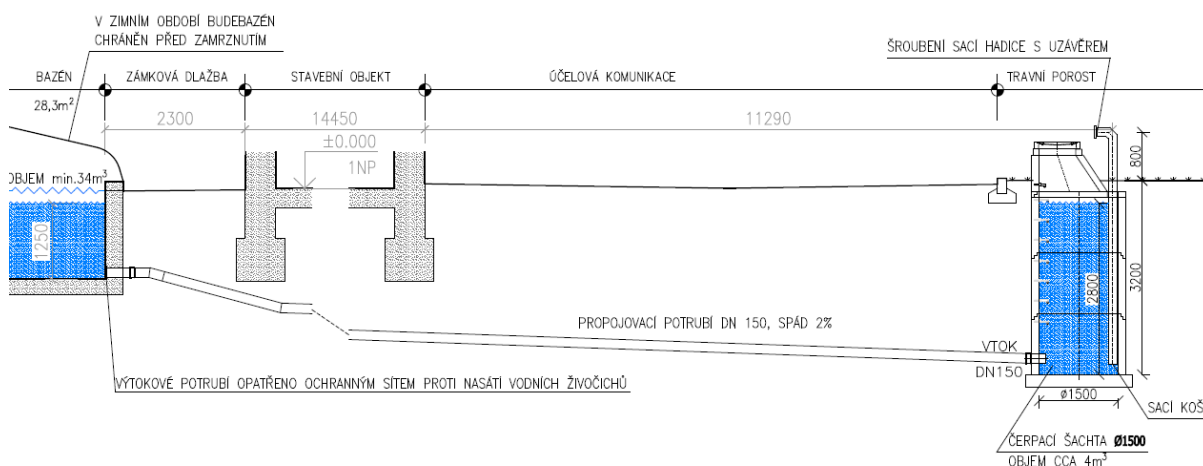 V ZIMNÍM OBDOBÍ BUDEBAZÉN
CHRÁNĚN PŘED ZAMRZNUTÍM
ŠROUBENÍ SACÍ HADICE S UZÁVĚREM
BAZÉN
ZÁMKOVÁ DLAŽBA
STAVEBNÍ OBJEKT
ÚČELOVÁ KOMUNIKACE
TRAVNÍ POROST
28,3m²
2300
14450
11290
±0.000
1NP
800
OBJEM min.34m³
1250
2800
3200
PROPOJOVACÍ POTRUBÍ DN 150, SPÁD 2%
VTOK
DN150
VÝTOKOVÉ POTRUBÍ OPATŘENO OCHRANNÝM SÍTEM PROTI NASÁTÍ VODNÍCH ŽIVOČICHŮ
ø1500
SACÍ KOŠ
ČERPACÍ ŠACHTA Ø1500
OBJEM CCA 4m³